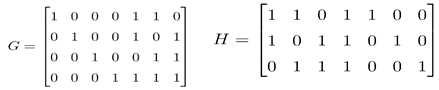 G = [1 0 0 0 1 1 0
0 1 0 0 1 0 1
0 0 1 0 0 1 1
0 0 0 1 1 1 1]
H = [1 1 0 1 1 0 0
1 0 1 1 0 1 0
0 1 1 1 0 0 1]